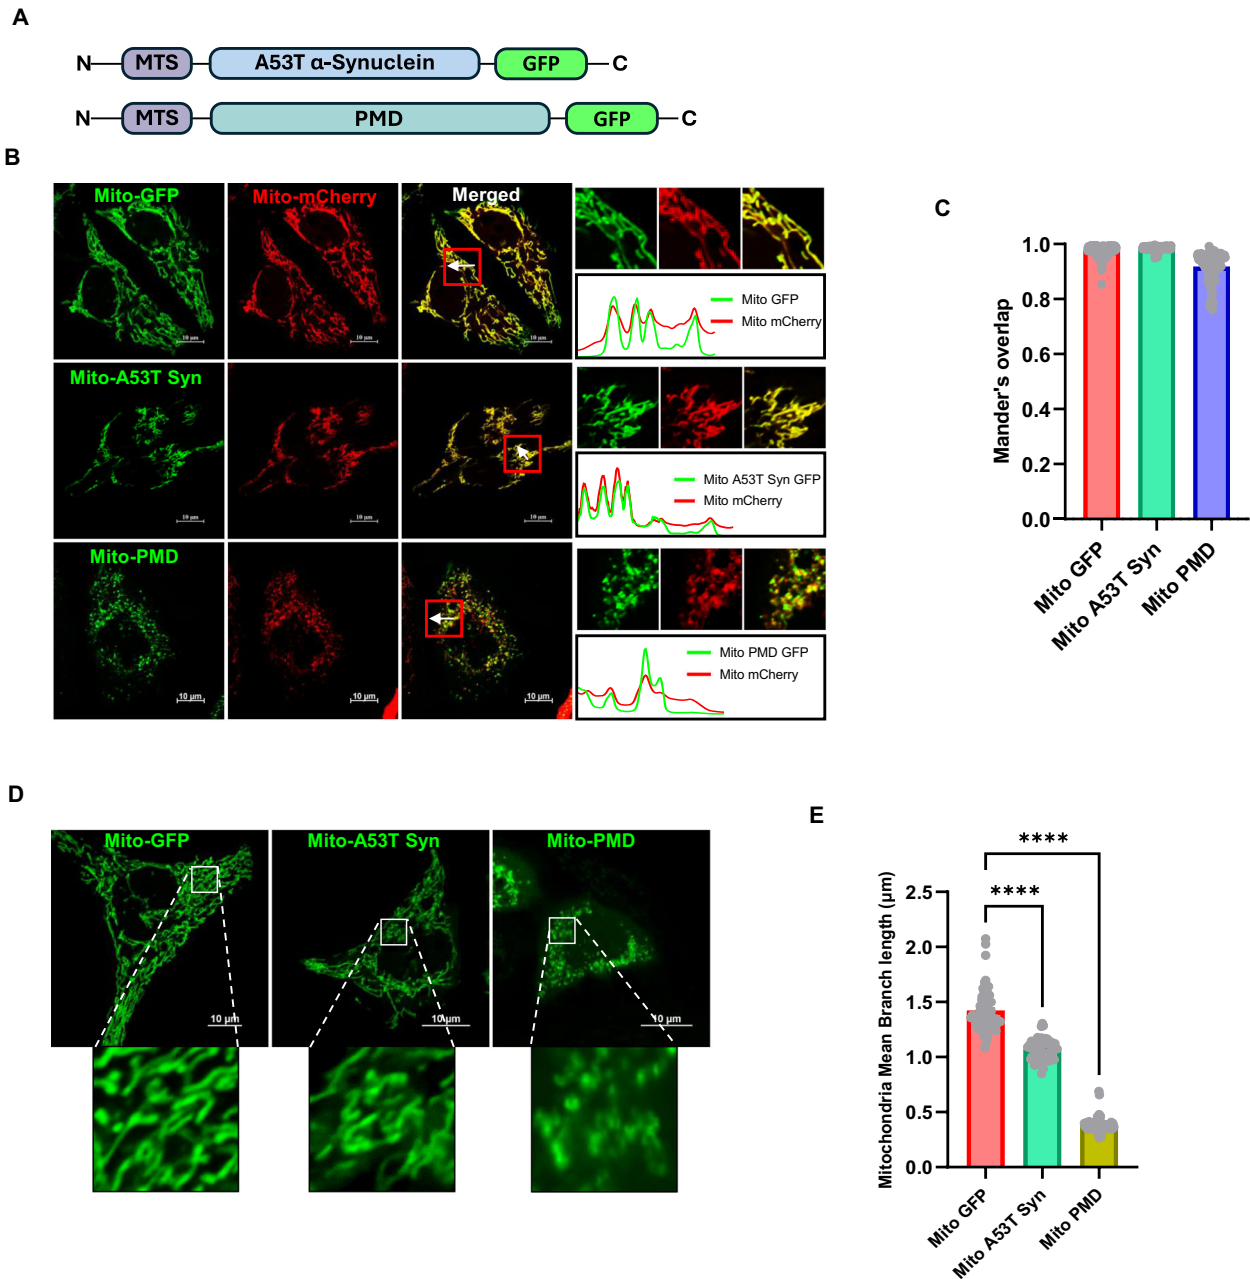 A
N MTS A53T α-Synuclein GFP C
N MTS PMD GFP C
B
Mito-GFP Mito-mCherry Merged
10 µm 10 µm 10 µm
Mito GFP
Mito mCherry
Mito-A53T Syn
10 µm 10 µm 10 µm
Mito A53T Syn GFP
Mito mCherry
Mito-PMD
10 µm 10 µm 10 µm
Mito PMD GFP
Mito mCherry
C
Mander's overlap
1.0
0.8
0.6
0.4
0.2
0.0
Mito GFP
Mito A53T Syn
Mito PMD
D
Mito-GFP Mito-A53T Syn Mito-PMD
10 µm 10 µm 10 µm
E
Mitochondria Mean Branch length (µm)
****
****
2.5
2.0
1.5
1.0
0.5
0.0
Mito GFP
Mito A53T Syn
Mito PMD